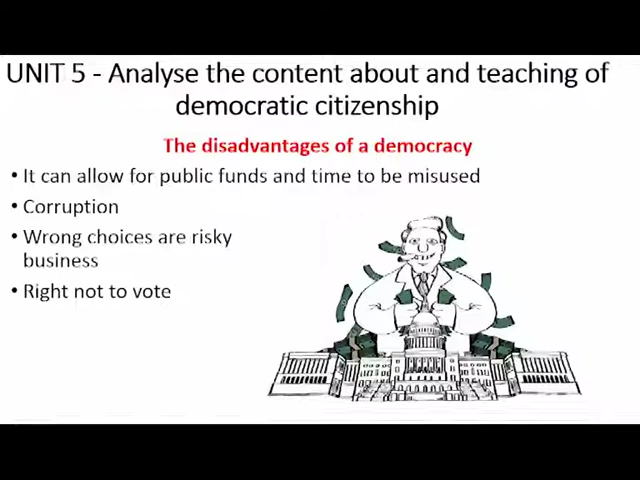 UNIT 5 - Analyse the content about and teaching of
democratic citizenship
The disadvantages of a democracy
• It can allow for public funds and time to be misused
• Corruption
• Wrong choices are risky
business
• Right not to vote